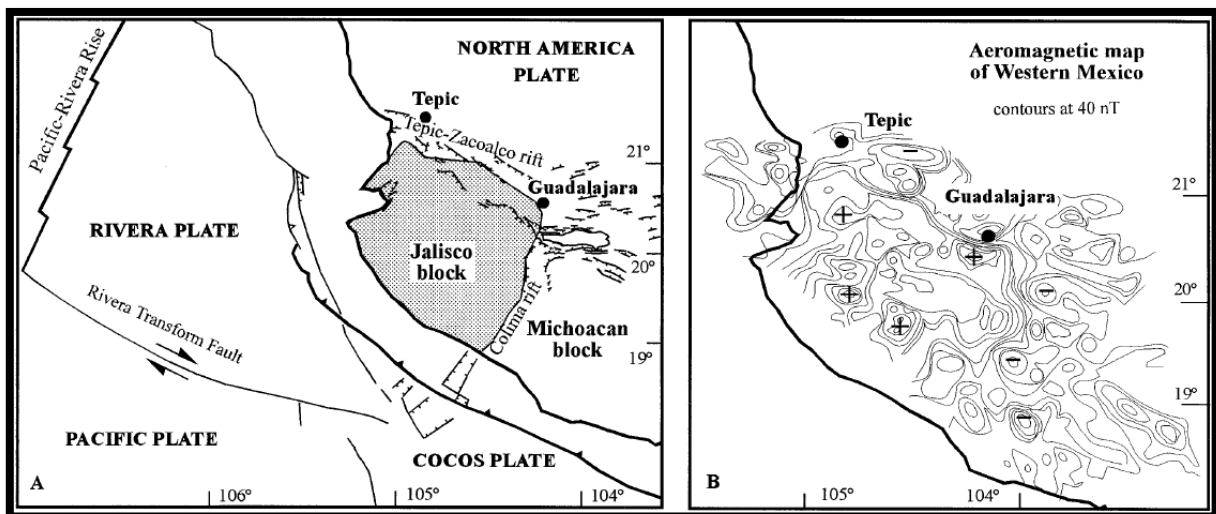 Pacific-Rivera Rise
NORTH AMERICA
PLATE
Tepic
Tepic-Zacoalco rift
21°
Guadalajara
RIVERA PLATE
Jalisco
block
20°
Rivera Transform Fault
Colima rift
Michoacan
block
19°
PACIFIC PLATE
COCOS PLATE
A
106°
105°
104°
Aeromagnetic map
of Western Mexico
contours at 40 nT
Tepic
−
21°
Guadalajara
+
+
20°
−
+
+
−
19°
−
B
105°
104°